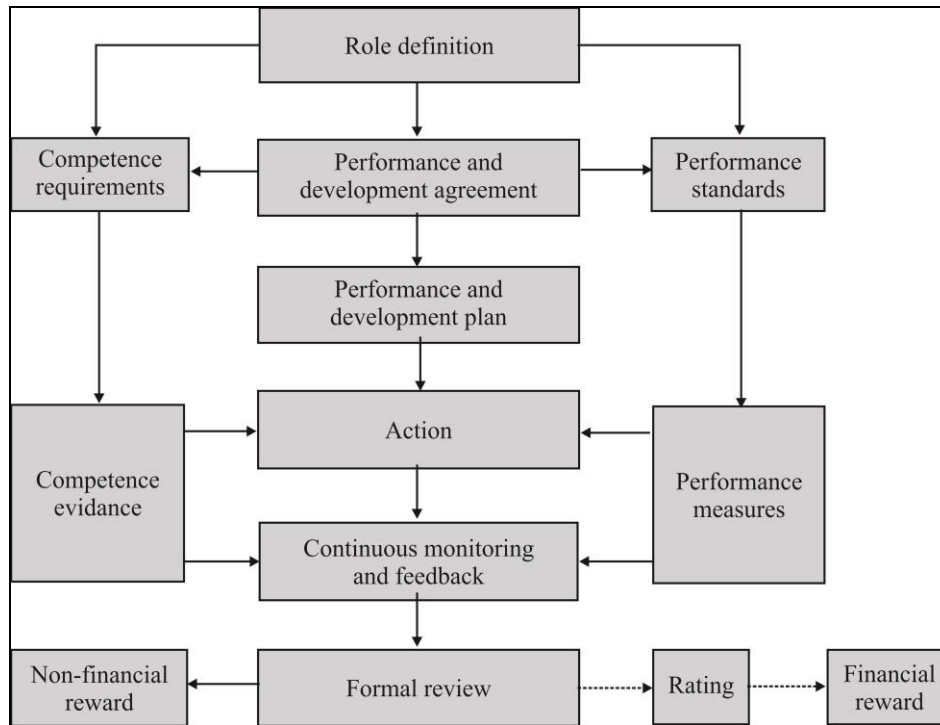 Role definition
Competence
requirements
Performance and
development agreement
Performance
standards
Performance and
development plan
Action
Competence
evidance
Performance
measures
Continuous monitoring
and feedback
Non-financial
reward
Formal review
Rating
Financial
reward